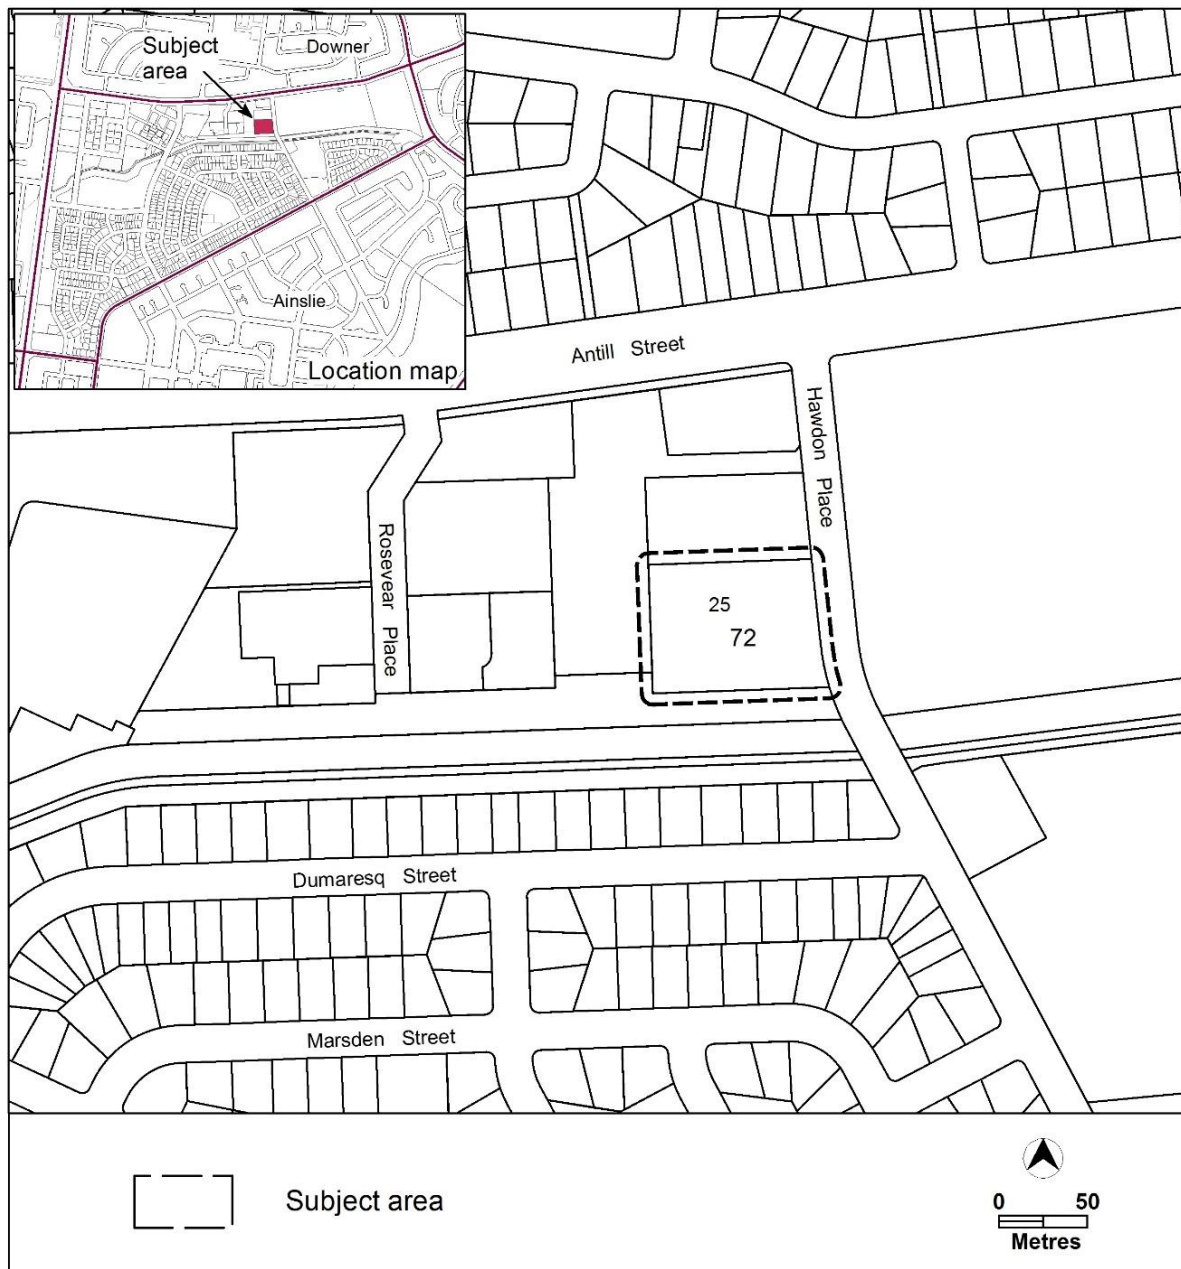 Subject
area
Downer
Ainslie
Location map
Antill Street
Hawdon Place
Rosevear Place
25
72
Dumaresq Street
Marsden Street
Subject area
0 50
Metres